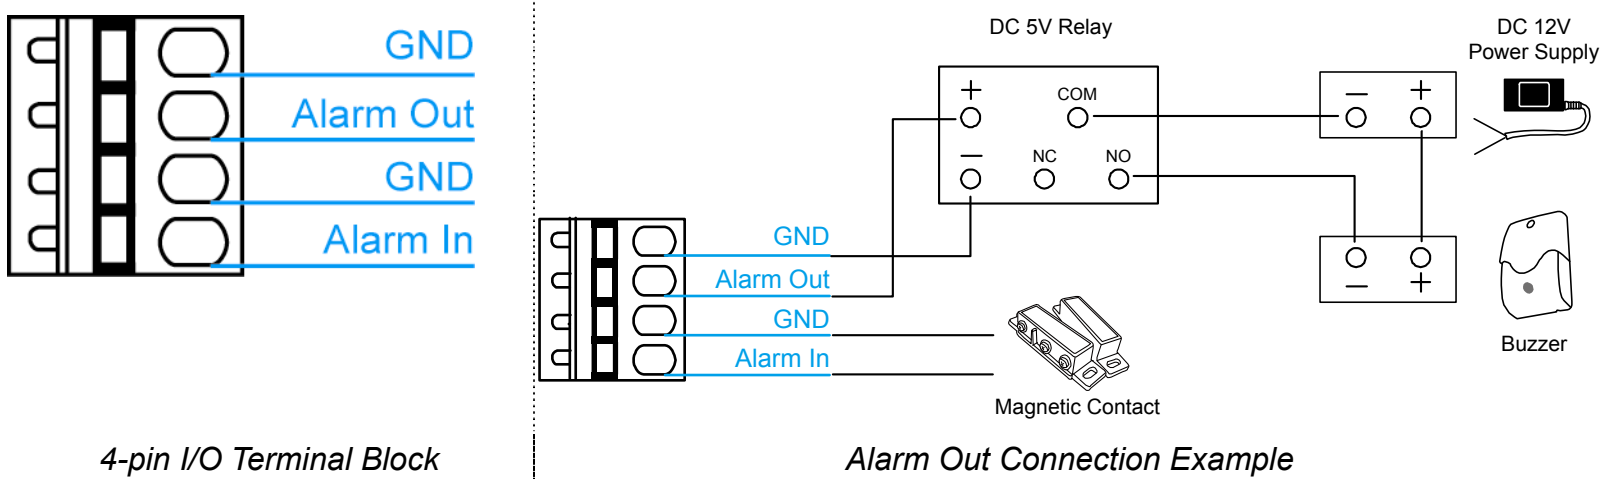 GND
Alarm Out
GND
Alarm In
4-pin I/O Terminal Block
DC 5V Relay
+
COM
−
NC
NO
DC 12V
Power Supply
− +
− +
Buzzer
GND
Alarm Out
GND
Alarm In
Magnetic Contact
Alarm Out Connection Example